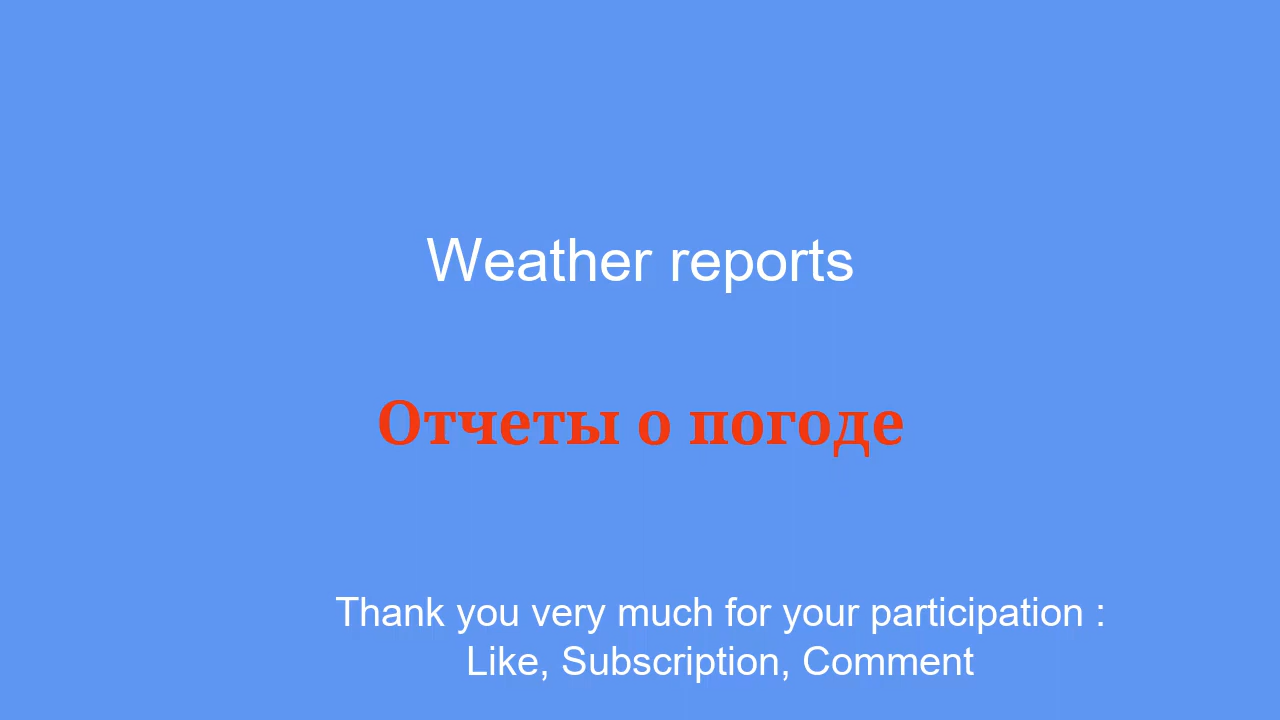 Weather reports
Отчеты о погоде
Thank you very much for your participation :
Like, Subscription, Comment